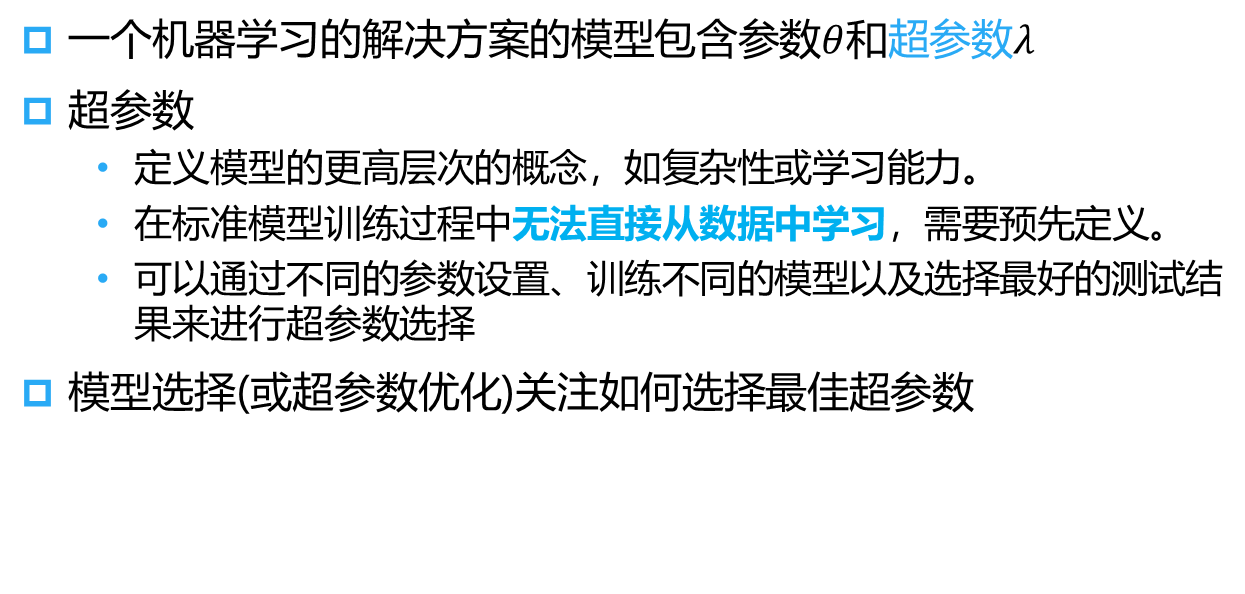 一个机器学习的解决方案的模型包含参数θ和超参数λ
超参数
• 定义模型的更高层次的概念，如复杂性或学习能力。
• 在标准模型训练过程中无法直接从数据中学习，需要预先定义。
• 可以通过不同的参数设置、训练不同的模型以及选择最好的测试结
果来进行超参数选择
模型选择(或超参数优化)关注如何选择最佳超参数